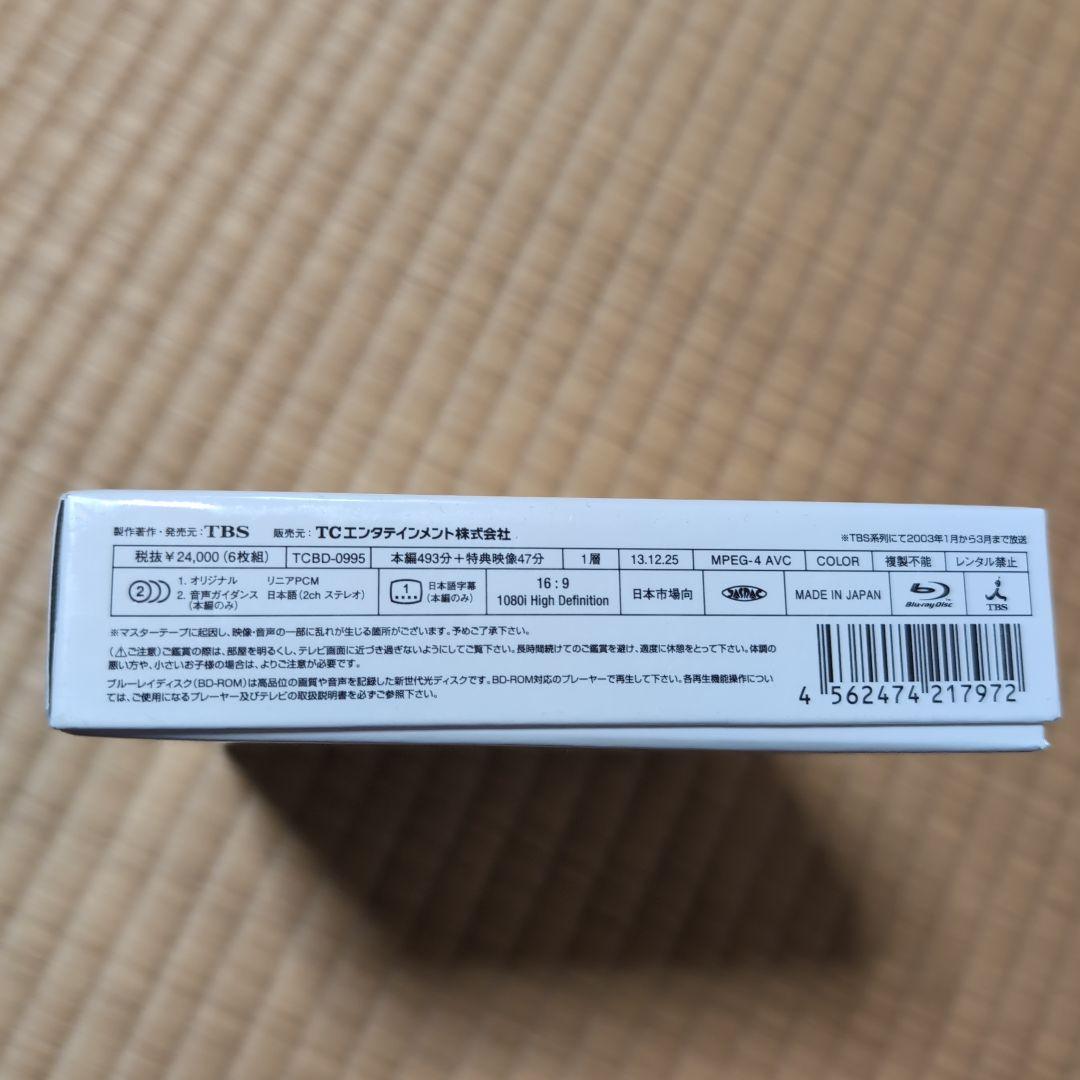 製作著作・発売元：TBS 販売元：TCエンタテインメント株式会社
※TBS系列にて2003年1月から3月まで放送
税抜￥24,000（6枚組） TCBD-0995 本編493分＋特典映像47分 1層 13.12.25 MPEG-4 AVC COLOR 複製不能 レンタル禁止
2 1. オリジナル リニアPCM
2. 音声ガイダンス 日本語（2ch ステレオ）
（本編のみ）
1 日本語字幕
（本編のみ）
16：9
1080i High Definition
日本市場向
JASRAC
MADE IN JAPAN
Blu-ray Disc
TBS
※マスターテープに起因し、映像・音声の一部に乱れが生じる箇所がございます。予めご了承下さい。
（⚠ご注意）ご鑑賞の際は、部屋を明るくし、テレビ画面に近づき過ぎないようにしてご覧下さい。長時間続けてのご鑑賞を避け、適度に休憩をとって下さい。体調の
悪い方や、小さいお子様の場合は、よりご注意が必要です。
ブルーレイディスク（BD-ROM）は高品位の画質や音声を記録した新世代光ディスクです。BD-ROM対応のプレーヤーで再生して下さい。各再生機能操作につい
ては、ご使用になるプレーヤー及びテレビの取扱説明書を必ずご参照下さい。
4 562474 217972